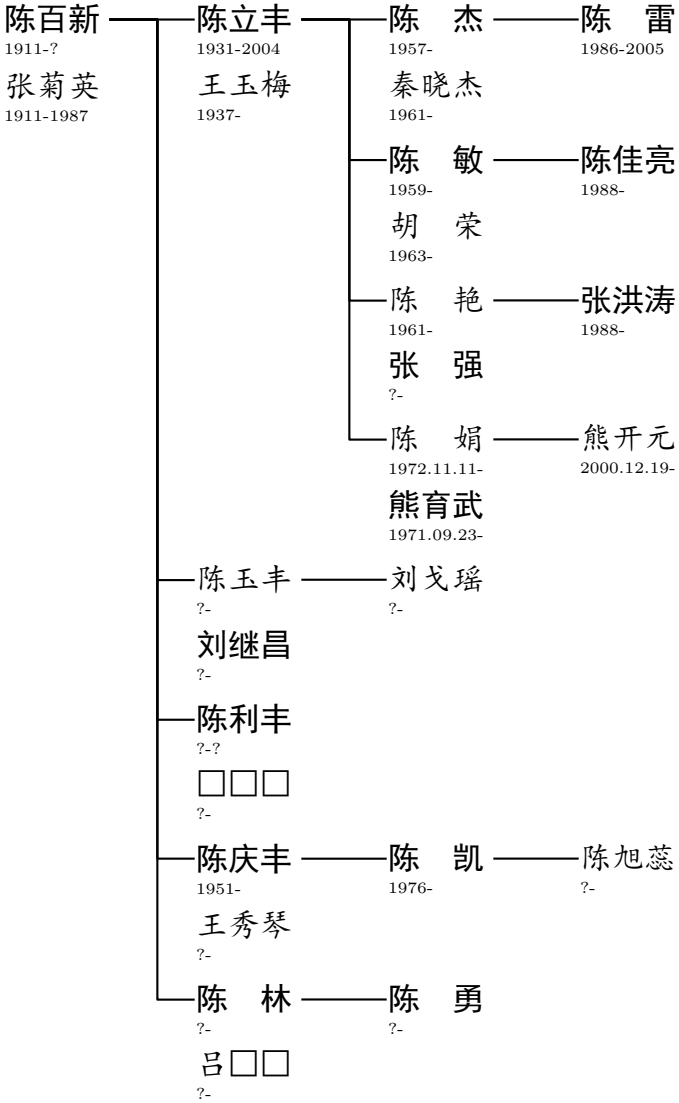 陈百新 陈立丰 陈 杰 陈 雷
1911-? 1931-2004 1957- 1986-2005
张菊英 王玉梅 秦晓杰
1911-1987 1937- 1961-
陈 敏 陈佳亮
1959- 1988-
胡 荣
1963-
陈 艳 张洪涛
1961- 1988-
张 强
?-
陈 娟 熊开元
1972.11.11- 2000.12.19-
熊育武
1971.09.23-
陈玉丰 刘戈瑶
?- ?-
刘继昌
?-
陈利丰
?-?
□□□
?-
陈庆丰 陈 凯 陈旭蕊
1951- 1976- ?-
王秀琴
?-
陈 林 陈 勇
?- ?-
吕□□
?-